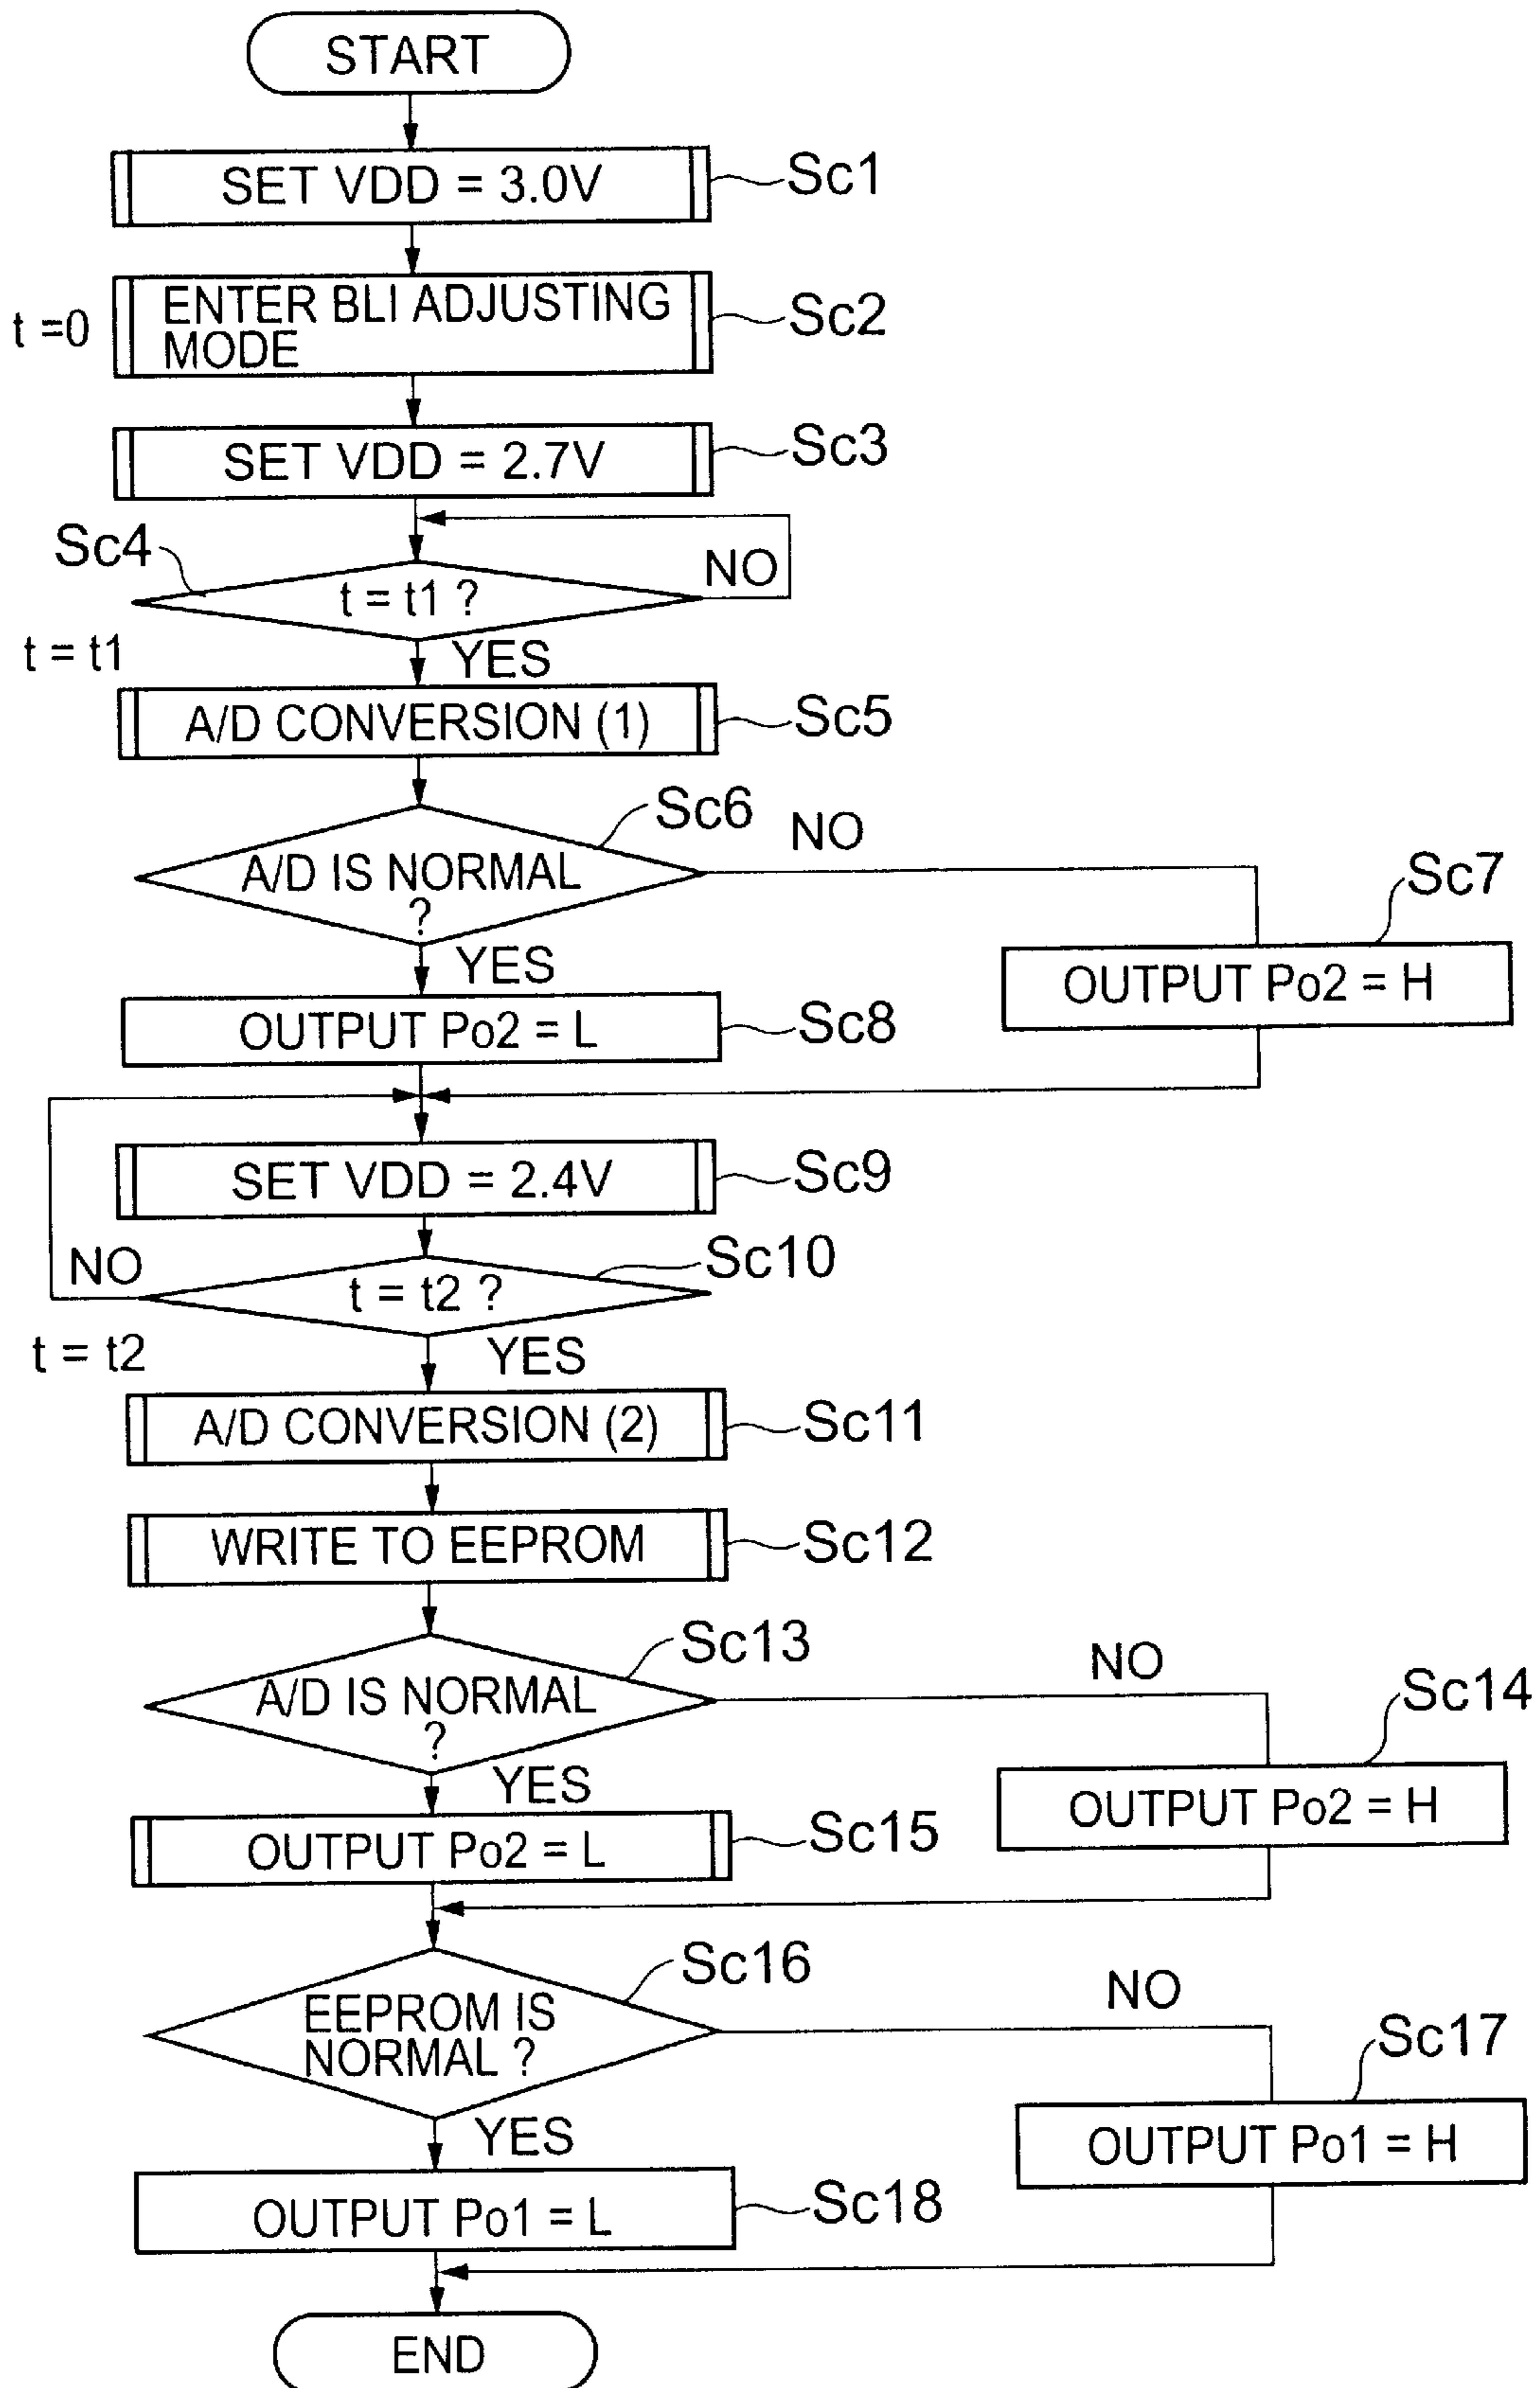 START
SET VDD = 3.0V
Sc1
t =0
ENTER BLI ADJUSTING
MODE
Sc2
SET VDD = 2.7V
Sc3
Sc4
t = t1 ?
NO
t = t1
YES
A/D CONVERSION (1)
Sc5
Sc6
NO
A/D IS NORMAL
?
Sc7
YES
OUTPUT Po2 = H
OUTPUT Po2 = L
Sc8
SET VDD = 2.4V
Sc9
NO
t = t2 ?
Sc10
t = t2
YES
A/D CONVERSION (2)
Sc11
WRITE TO EEPROM
Sc12
Sc13
NO
A/D IS NORMAL
?
Sc14
YES
OUTPUT Po2 = H
OUTPUT Po2 = L
Sc15
Sc16
NO
EEPROM IS
NORMAL ?
Sc17
YES
OUTPUT Po1 = H
OUTPUT Po1 = L
Sc18
END